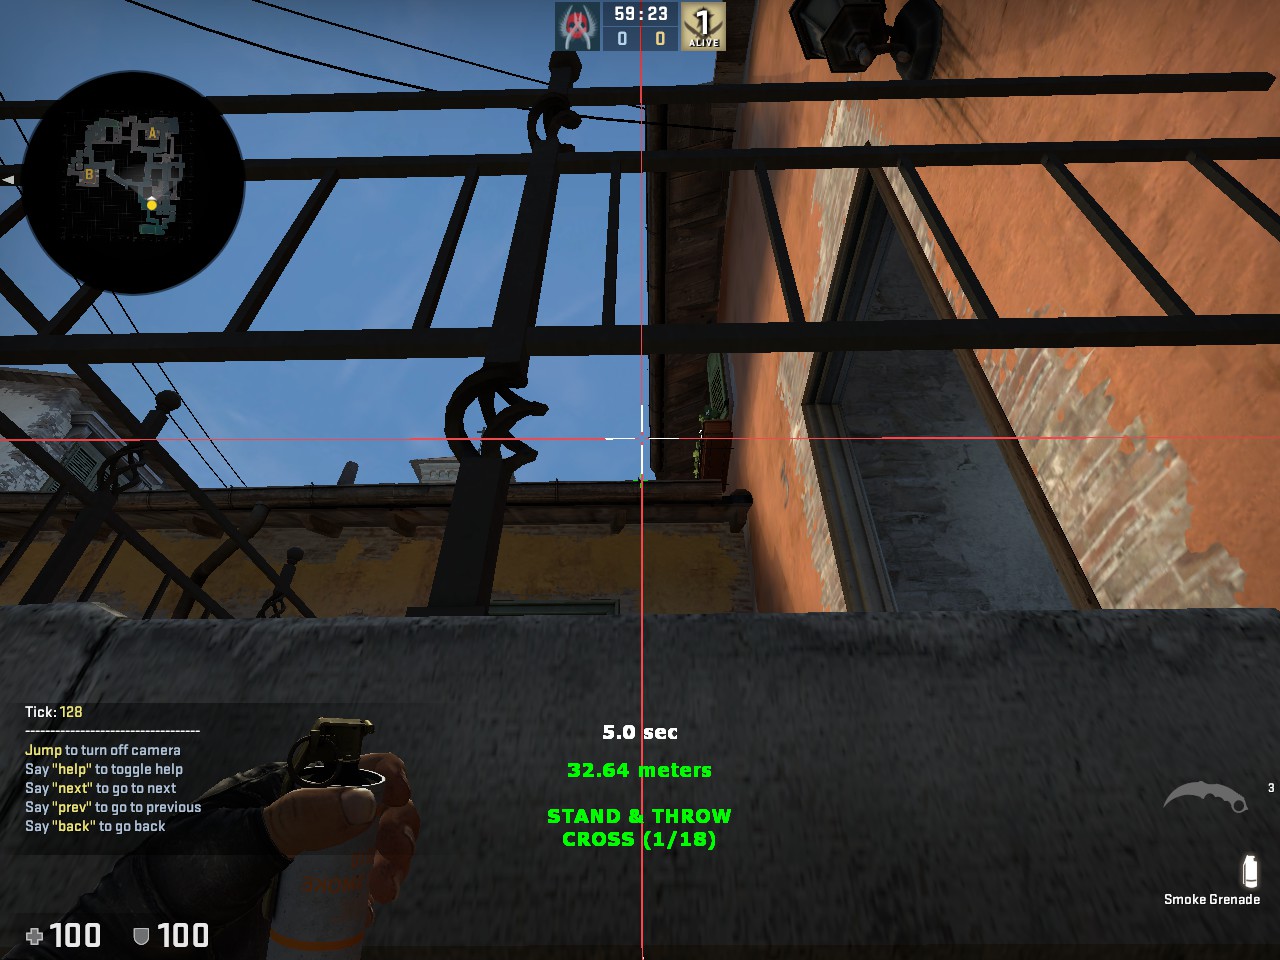 59:23
0 0
1
ALIVE
A
B
Tick: 128
Jump to turn off camera
Say "help" to toggle help
Say "next" to go to next
Say "prev" to go to previous
Say "back" to go back
5.0 sec
32.64 meters
STAND & THROW
CROSS (1/18)
3
Smoke Grenade
100 100